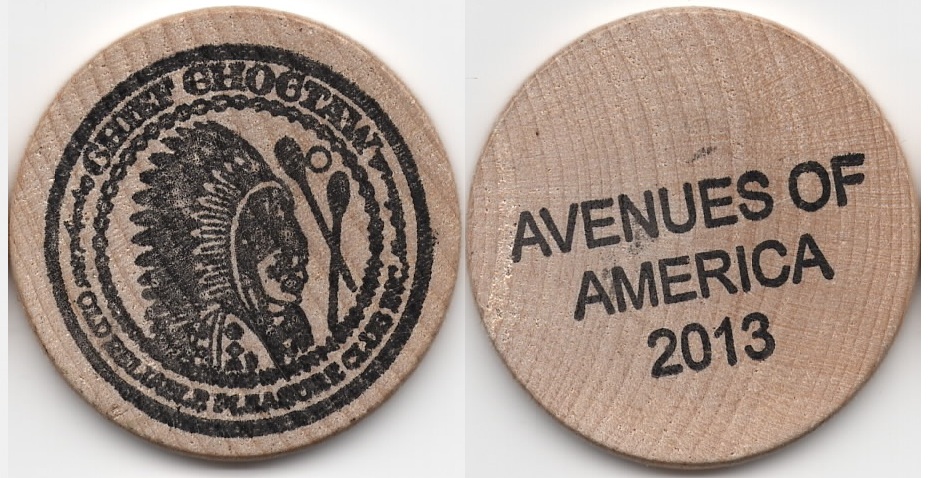 CHIEF CHOCTAW
OLD RELIABLE PLEASURE CLUB INC.
AVENUES OF
AMERICA
2013